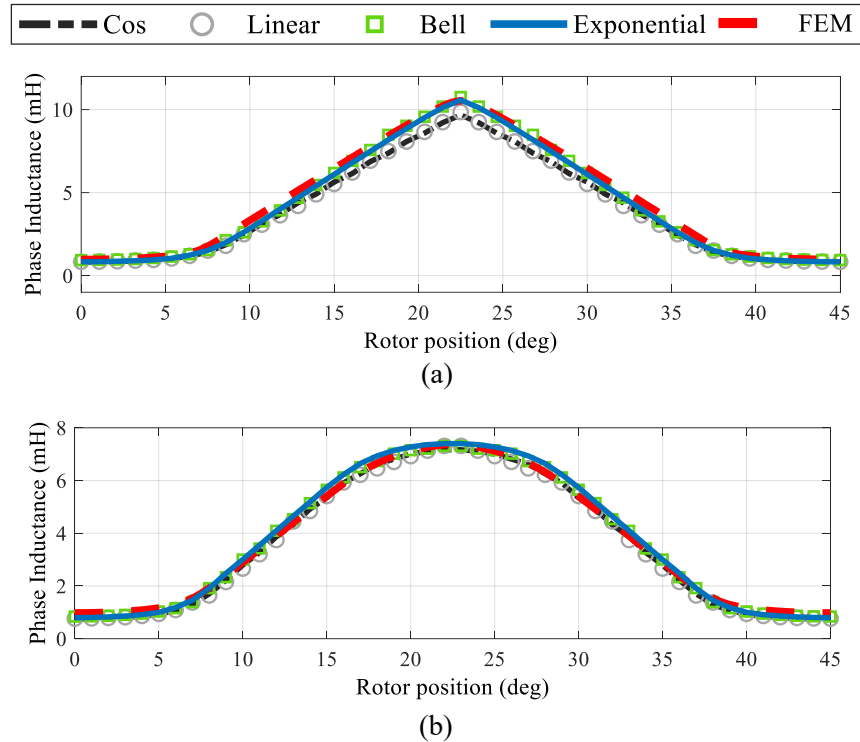 Cos Linear Bell Exponential FEM
10
5
0
Phase Inductance (mH)
0 5 10 15 20 25 30 35 40 45
Rotor position (deg)
(a)
8
6
4
2
0
Phase Inductance (mH)
0 5 10 15 20 25 30 35 40 45
Rotor position (deg)
(b)